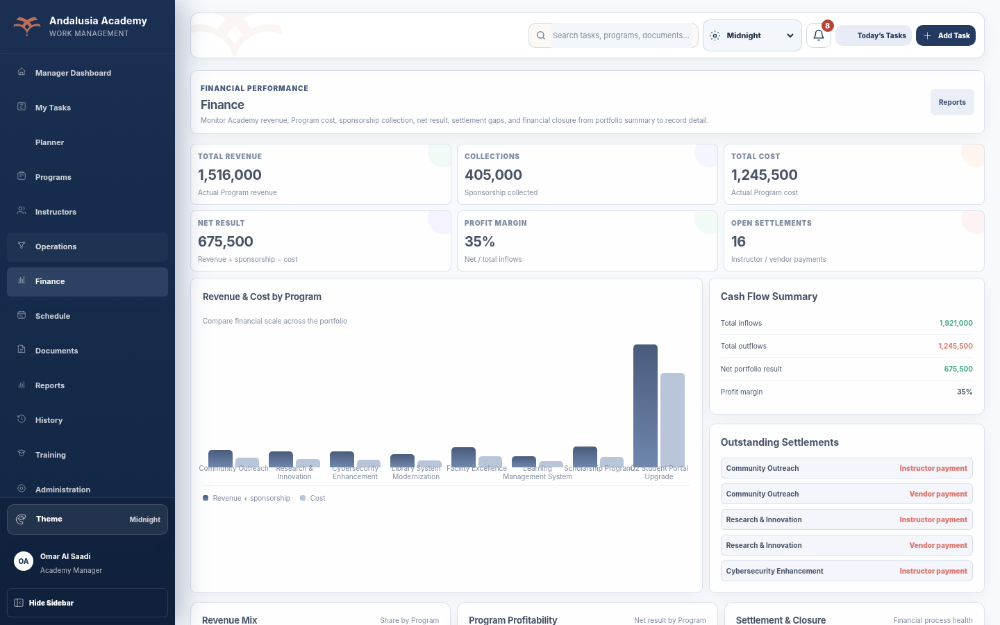 Andalusia Academy
WORK MANAGEMENT
Manager Dashboard
My Tasks
Planner
Programs
Instructors
Operations
Finance
Schedule
Documents
Reports
History
Training
Administration
Theme
Midnight
OA
Omar Al Saadi
Academy Manager
Hide Sidebar
Search tasks, programs, documents...
Midnight
8
Today's Tasks
Add Task
FINANCIAL PERFORMANCE
Finance
Monitor Academy revenue, Program cost, sponsorship collection, net result, settlement gaps, and financial closure from portfolio summary to record detail.
Reports
TOTAL REVENUE
1,516,000
Actual Program revenue
COLLECTIONS
405,000
Sponsorship collected
TOTAL COST
1,245,500
Actual Program cost
NET RESULT
675,500
Revenue + sponsorship – cost
PROFIT MARGIN
35%
Net / total inflows
OPEN SETTLEMENTS
16
Instructor / vendor payments
Revenue & Cost by Program
Compare financial scale across the portfolio
Community Outreach
Research &
Innovation
Cybersecurity
Enhancement
Library System
Modernization
Facility Excellence
Learning
Management System
Scholarship Program
Q2 Student Portal
Upgrade
Revenue + sponsorship
Cost
Cash Flow Summary
Total inflows 1,921,000
Total outflows 1,245,500
Net portfolio result 675,500
Profit margin 35%
Outstanding Settlements
Community Outreach Instructor payment
Community Outreach Vendor payment
Research & Innovation Instructor payment
Research & Innovation Vendor payment
Cybersecurity Enhancement Instructor payment
Revenue Mix
Share by Program
Program Profitability
Net result by Program
Settlement & Closure
Financial process health